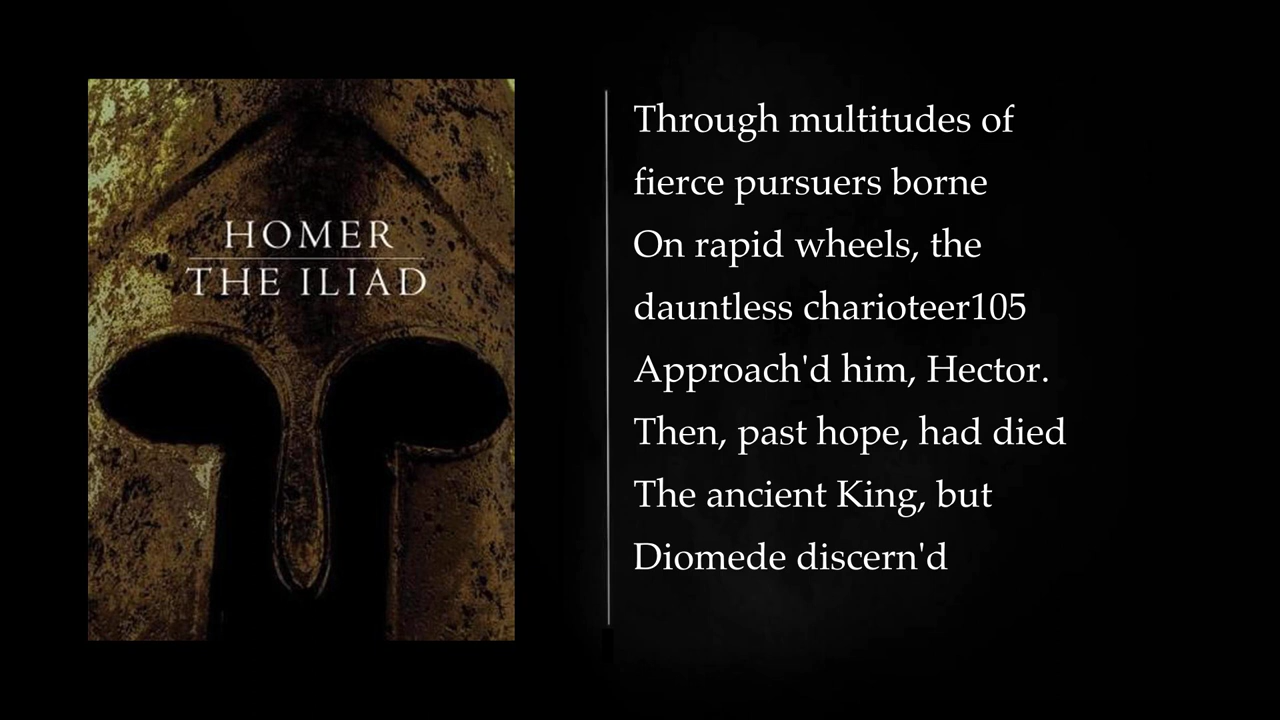 HOMER
THE ILIAD
Through multitudes of
fierce pursuers borne
On rapid wheels, the
dauntless charioteer105
Approach'd him, Hector.
Then, past hope, had died
The ancient King, but
Diomede discern'd